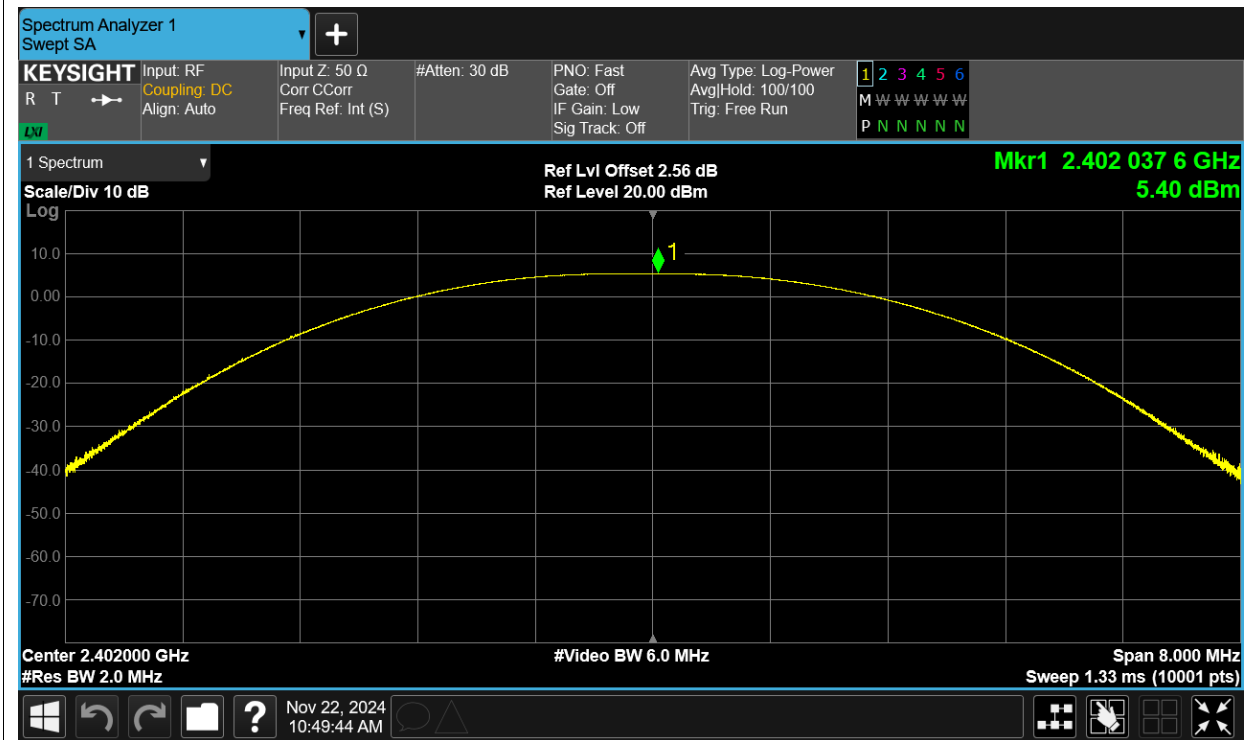 Spectrum Analyzer 1
Swept SA
+
KEYSIGHT
R T
LXI
Input: RF
Coupling: DC
Align: Auto
Input Z: 50 Ω
Corr CCorr
Freq Ref: Int (S)
#Atten: 30 dB
PNO: Fast
Gate: Off
IF Gain: Low
Sig Track: Off
Avg Type: Log-Power
Avg|Hold: 100/100
Trig: Free Run
1 2 3 4 5 6
M W W W W W
P N N N N N
1 Spectrum
Scale/Div 10 dB
Log
Ref Lvl Offset 2.56 dB
Ref Level 20.00 dBm
Mkr1 2.402 037 6 GHz
5.40 dBm
1
10.0
0.00
-10.0
-20.0
-30.0
-40.0
-50.0
-60.0
-70.0
Center 2.402000 GHz
#Res BW 2.0 MHz
#Video BW 6.0 MHz
Span 8.000 MHz
Sweep 1.33 ms (10001 pts)
?
Nov 22, 2024
10:49:44 AM